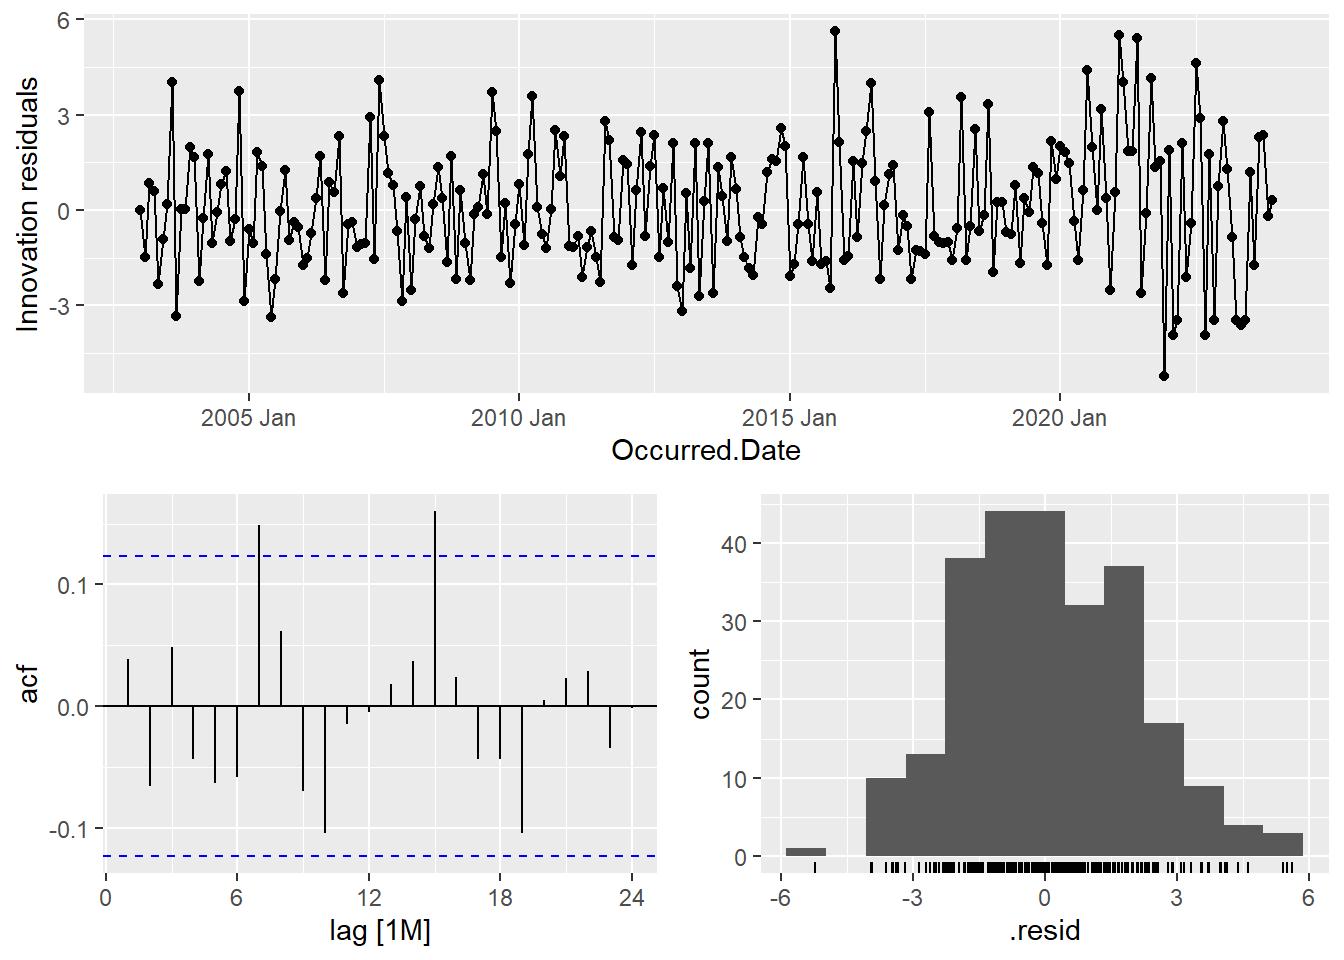 Innovation residuals
6
3
0
-3
2005 Jan 2010 Jan 2015 Jan 2020 Jan
Occurred.Date
acf
0.1
0.0
-0.1
0 6 12 18 24
lag [1M]
count
40
30
20
10
0
-6 -3 0 3 6
.resid